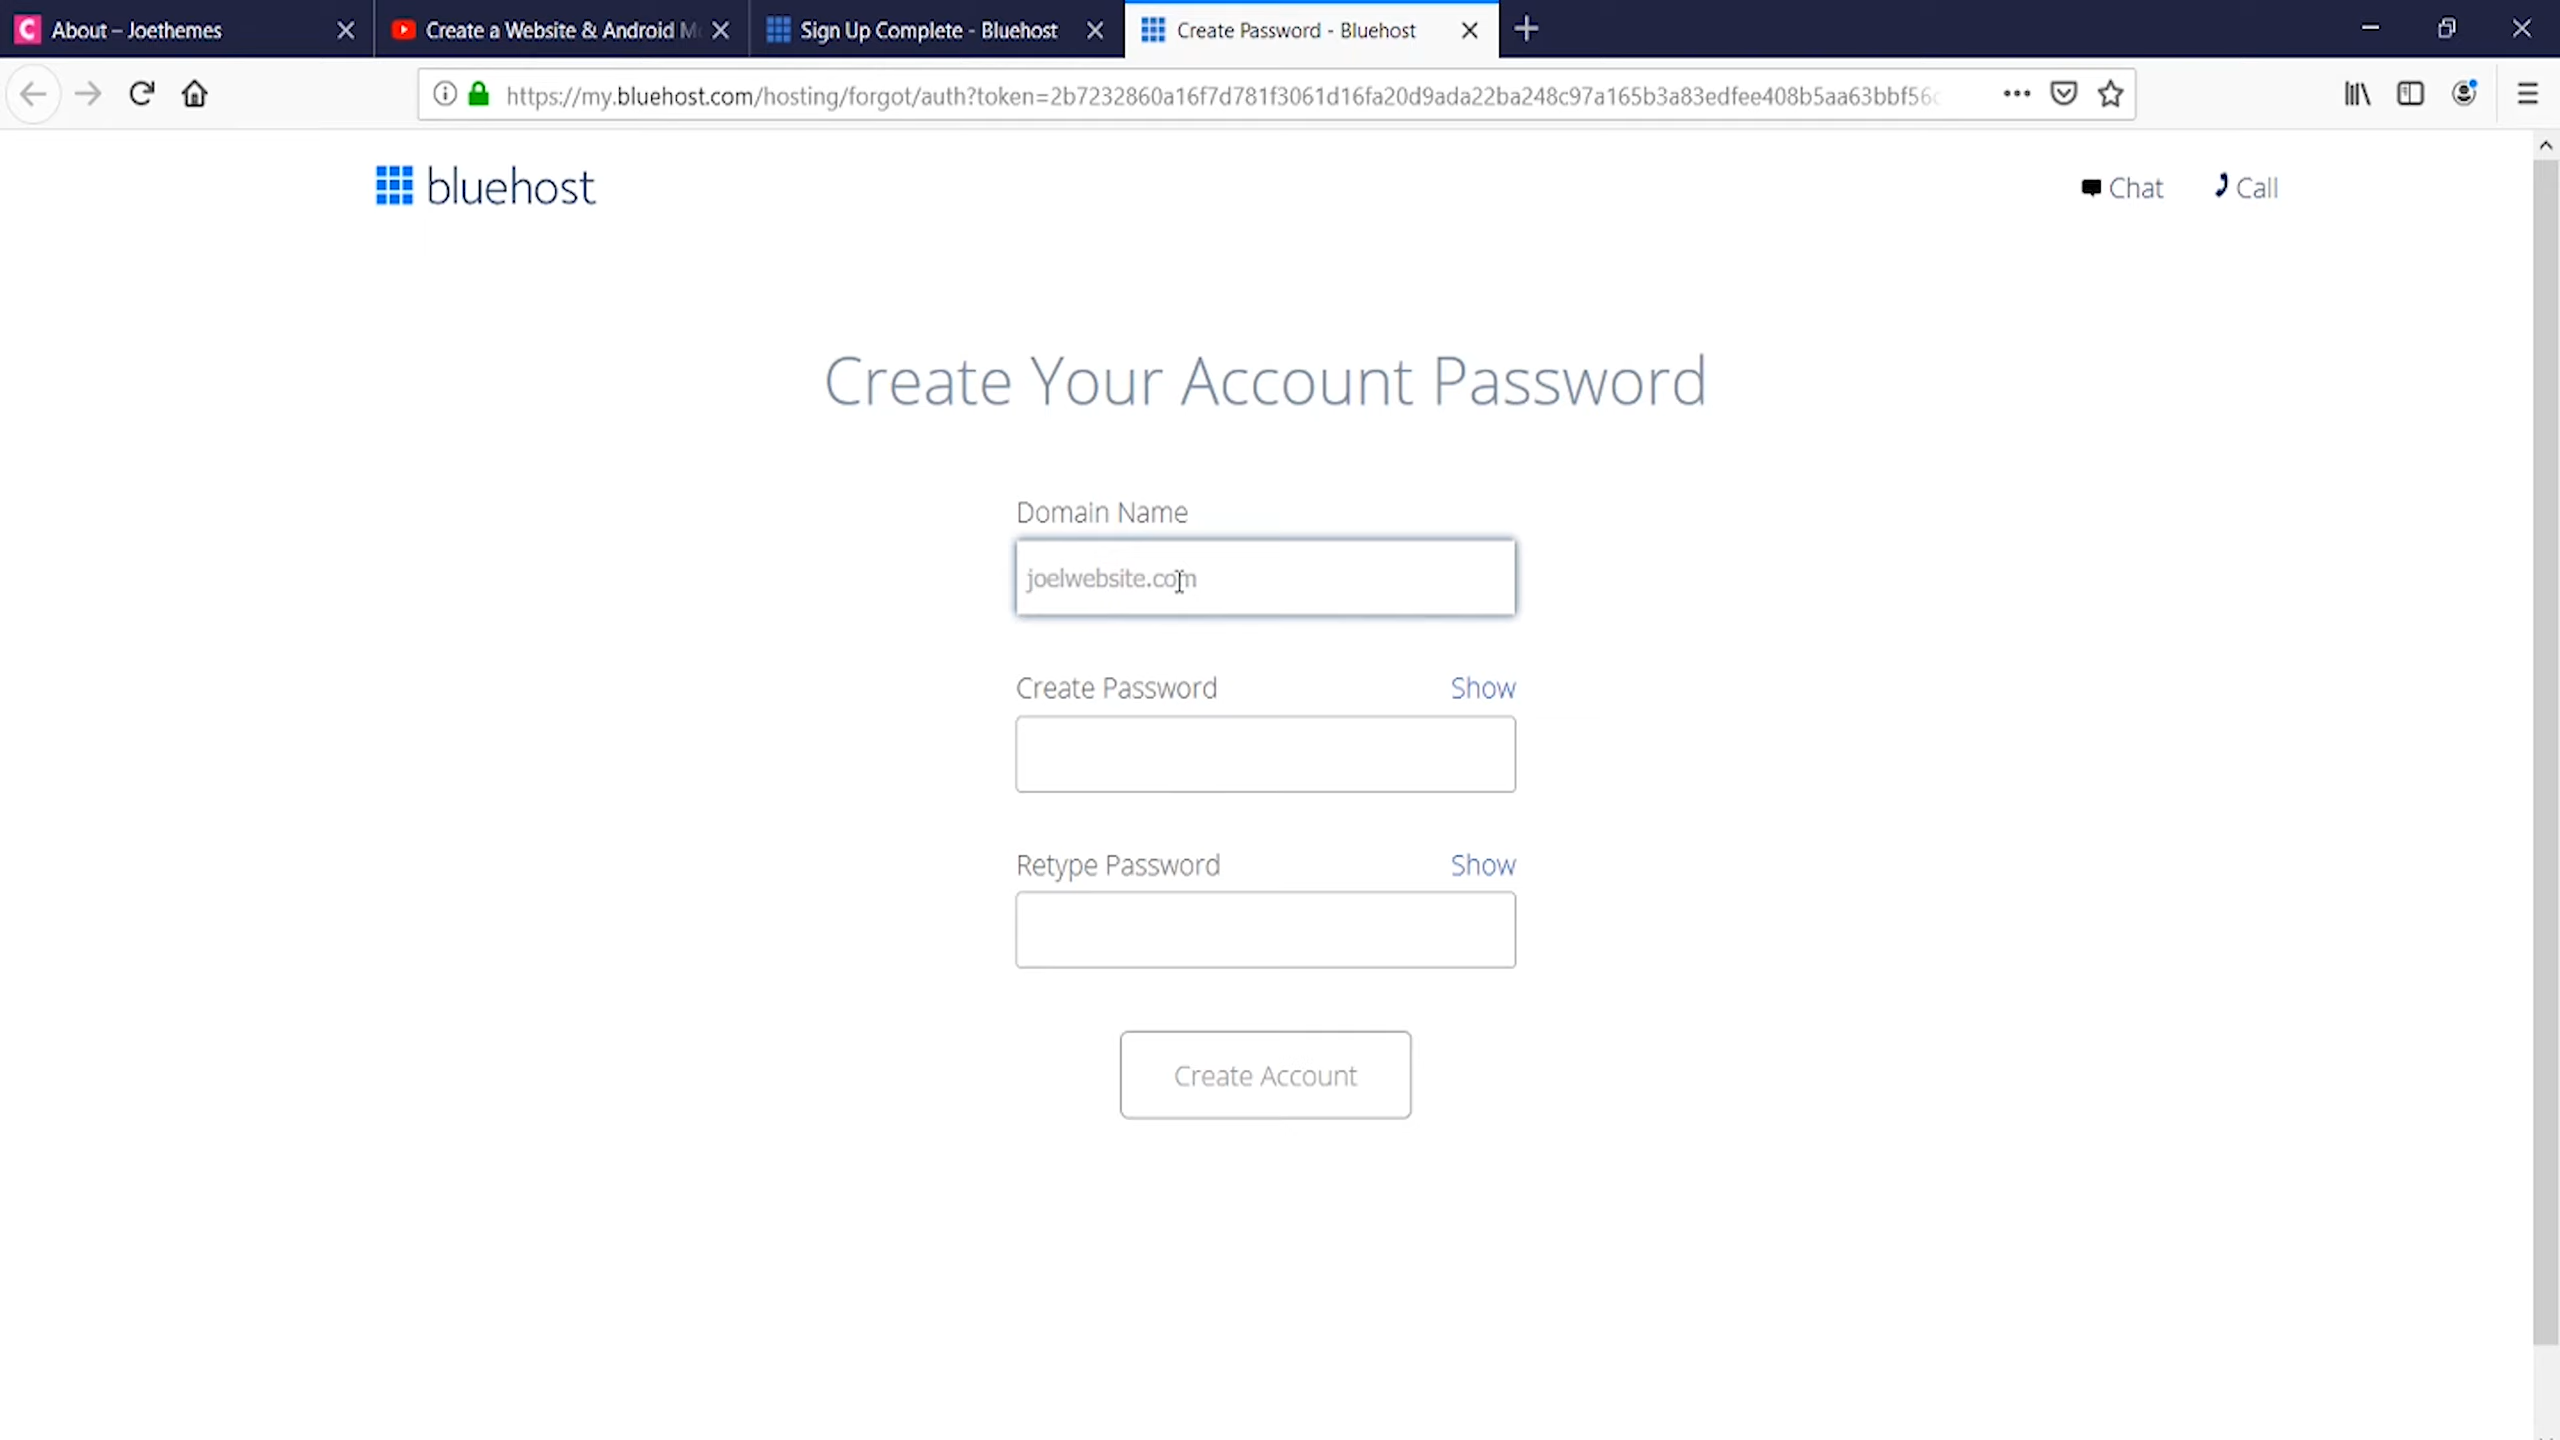 About – Joethemes
Create a Website & Android M
Sign Up Complete - Bluehost
Create Password - Bluehost
https://my.bluehost.com/hosting/forgot/auth?token=2b7232860a16f7d781f3061d16fa20d9ada22ba248c97a165b3a83edfee408b5aa63bbf56
bluehost
Chat
Call
Create Your Account Password
Domain Name
joelwebsite.com
Create Password Show
Retype Password Show
Create Account